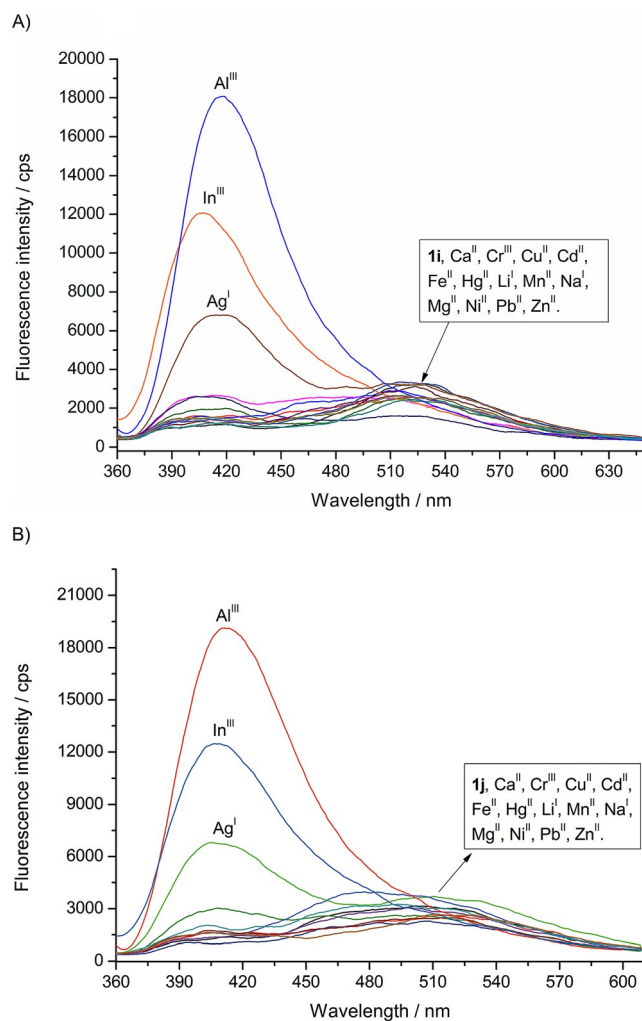 A)
Fluorescence intensity / cps
20000
18000
16000
14000
12000
10000
8000
6000
4000
2000
0
Al^III
In^III
Ag^I
1i, Ca^II, Cr^III, Cu^II, Cd^II,
Fe^II, Hg^II, Li^I, Mn^II, Na^I,
Mg^II, Ni^II, Pb^II, Zn^II.
360 390 420 450 480 510 540 570 600 630
Wavelength / nm
B)
Fluorescence intensity / cps
21000
18000
15000
12000
9000
6000
3000
0
Al^III
In^III
Ag^I
1j, Ca^II, Cr^III, Cu^II, Cd^II,
Fe^II, Hg^II, Li^I, Mn^II, Na^I,
Mg^II, Ni^II, Pb^II, Zn^II.
360 390 420 450 480 510 540 570 600
Wavelength / nm